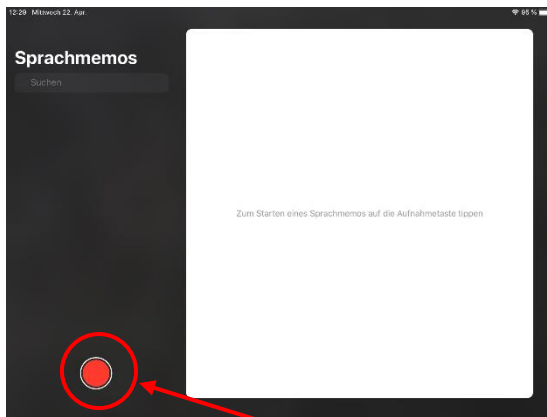 12:29 Mittwoch 22. Apr.
95 %
Sprachmemos
Suchen
Zum Starten eines Sprachmemos auf die Aufnahmetaste tippen